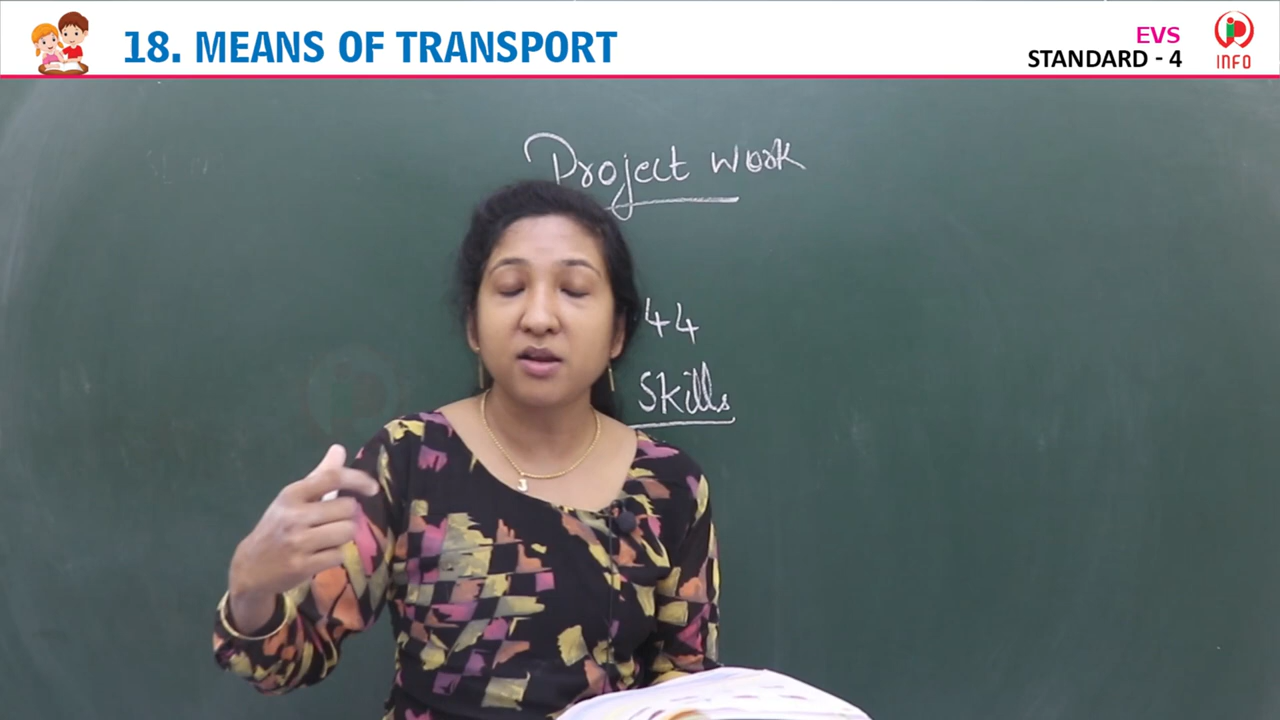 18. MEANS OF TRANSPORT
EVS
STANDARD - 4
INFO
Project work
44
Skills